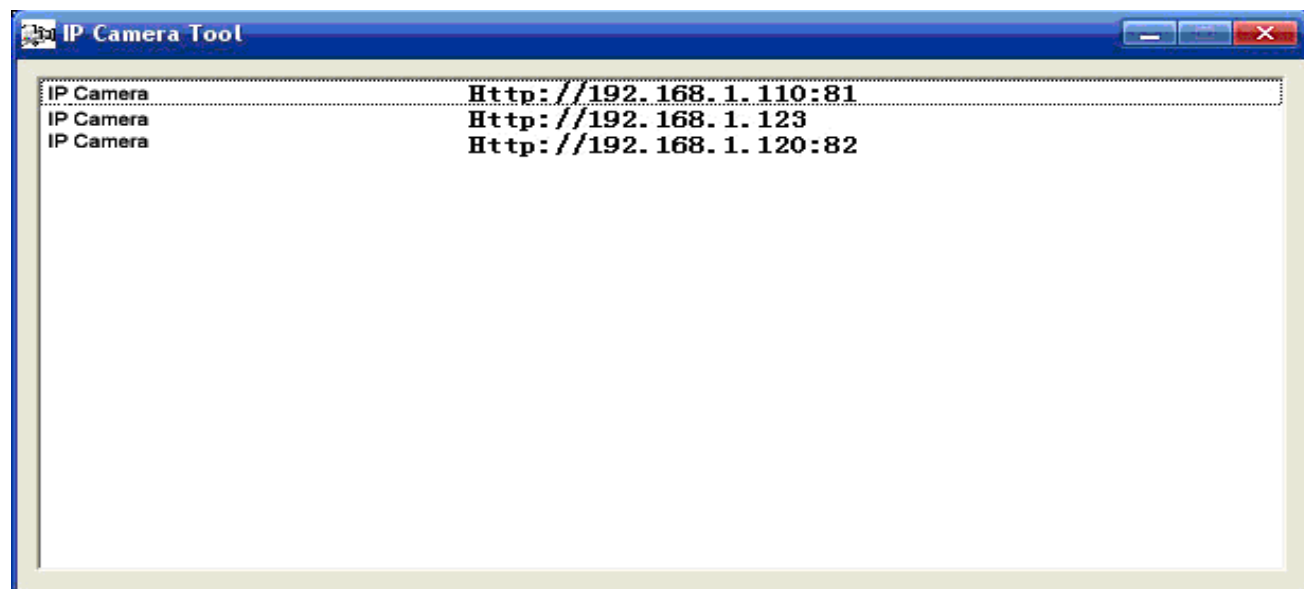 IP Camera Tool
IP Camera Http://192.168.1.110:81
IP Camera Http://192.168.1.123
IP Camera Http://192.168.1.120:82